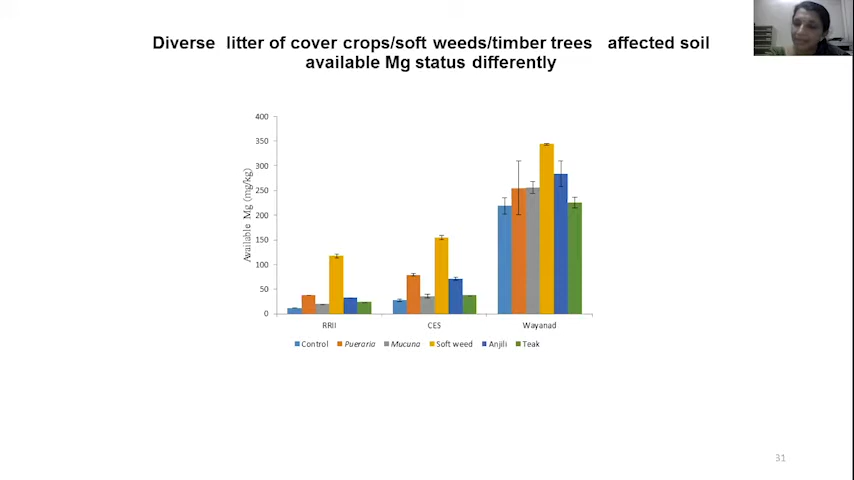 Diverse litter of cover crops/soft weeds/timber trees affected soil
available Mg status differently
400
350
300
250
200
150
100
50
0
Available Mg (mg/kg)
RRII CES Wayanad
Control Pueraria Mucuna Soft weed Anjili Teak
31